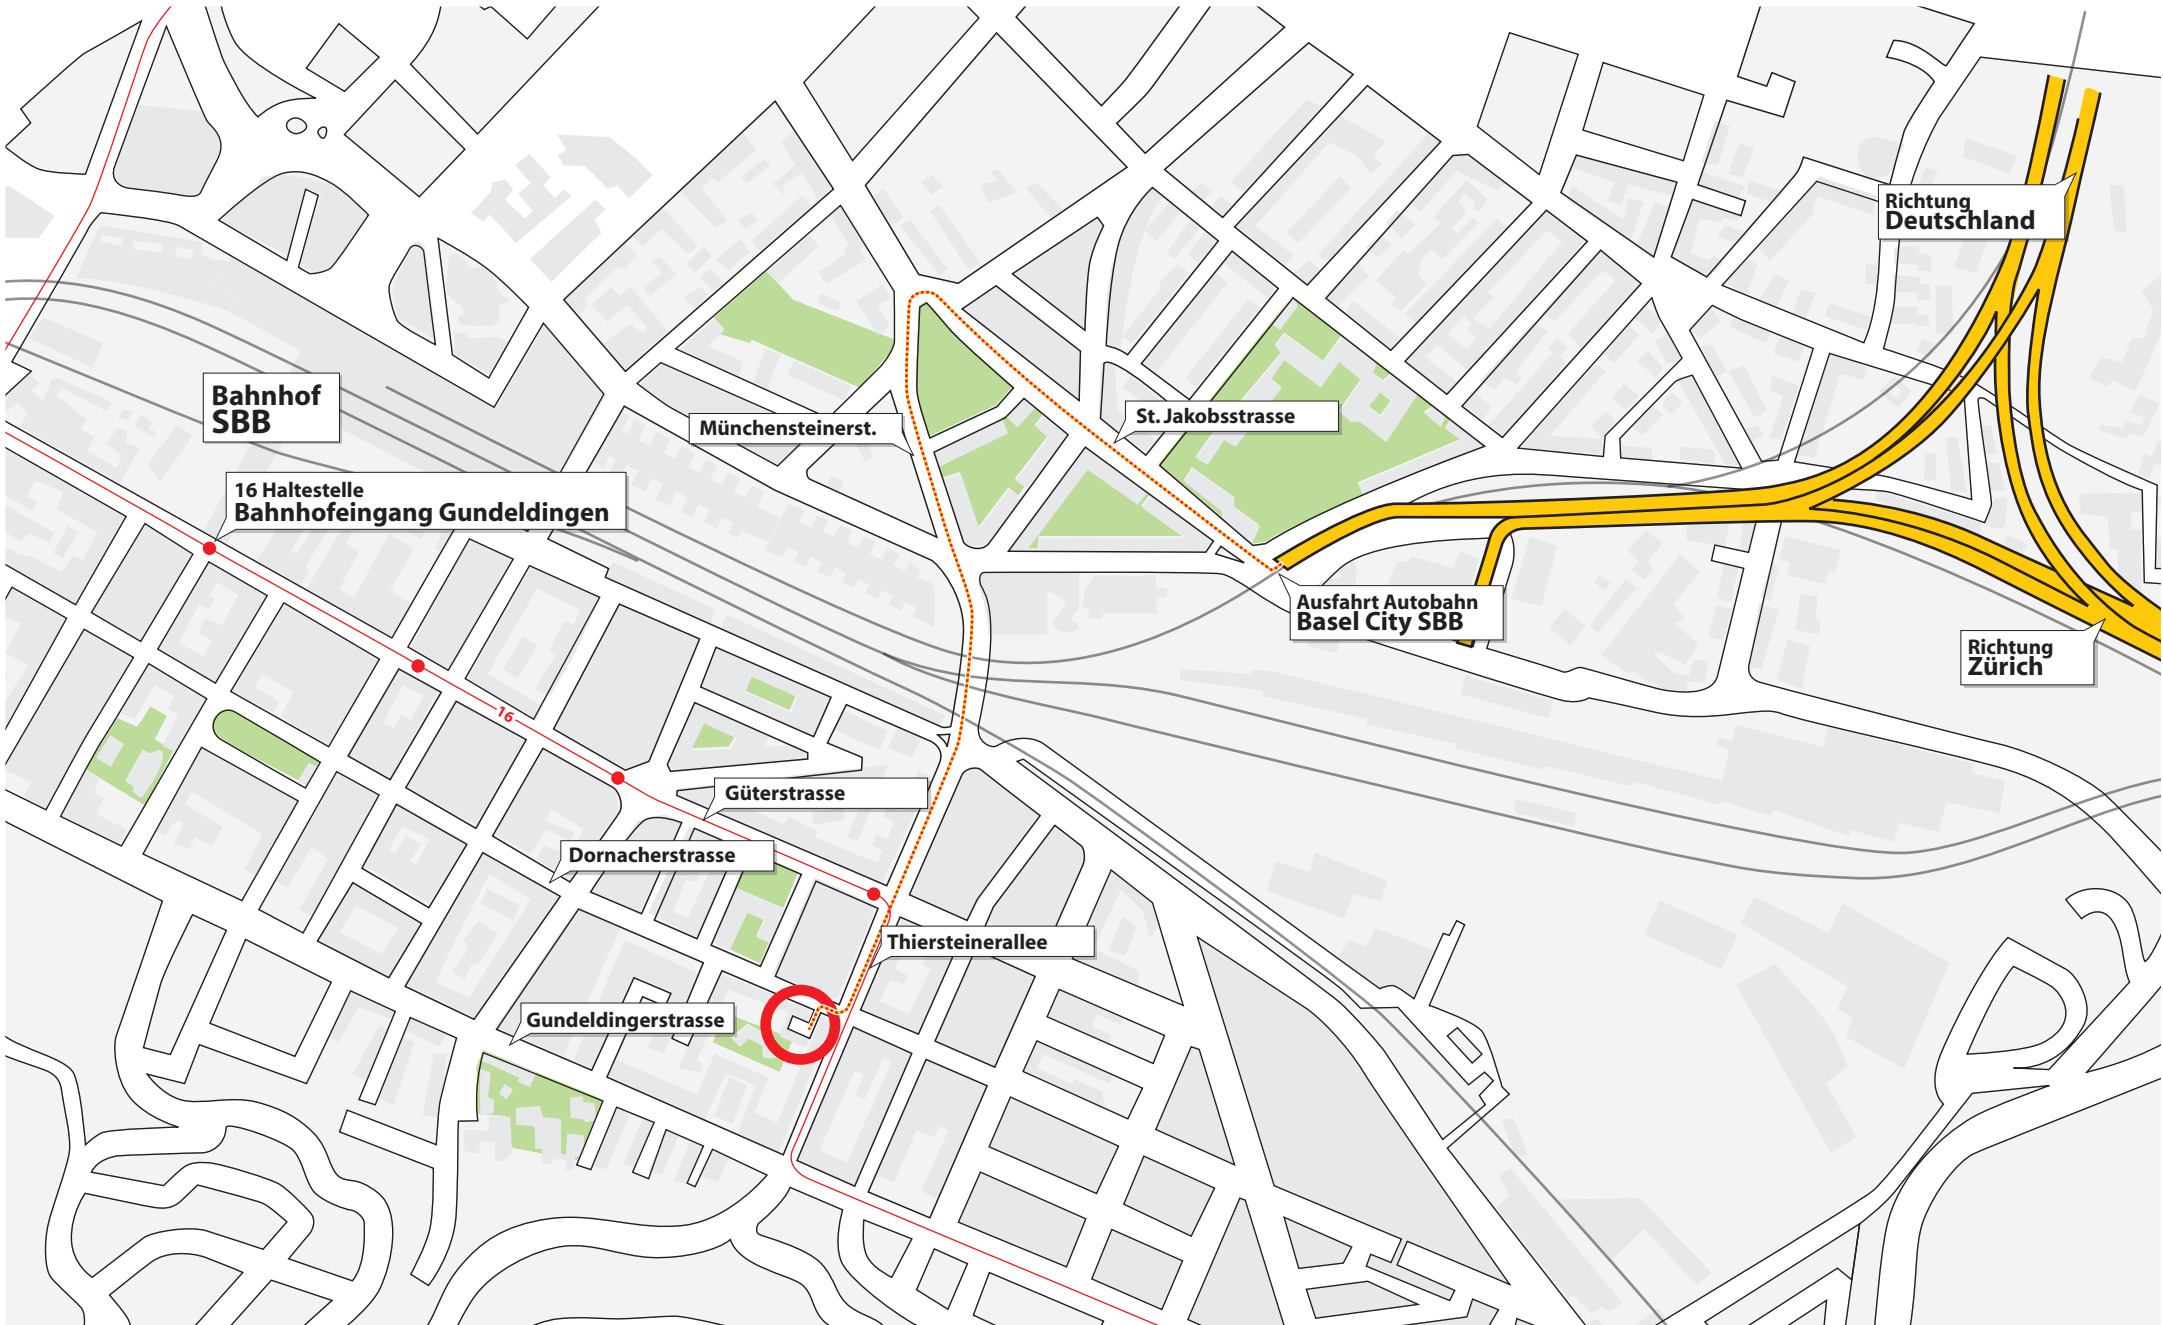 Richtung
Deutschland
Bahnhof
SBB
Münchensteinerst.
St. Jakobsstrasse
16 Haltestelle
Bahnhofeingang Gundeldingen
Ausfahrt Autobahn
Basel City SBB
Richtung
Zürich
16
Güterstrasse
Dornacherstrasse
Thiersteinerallee
Gundeldingerstrasse